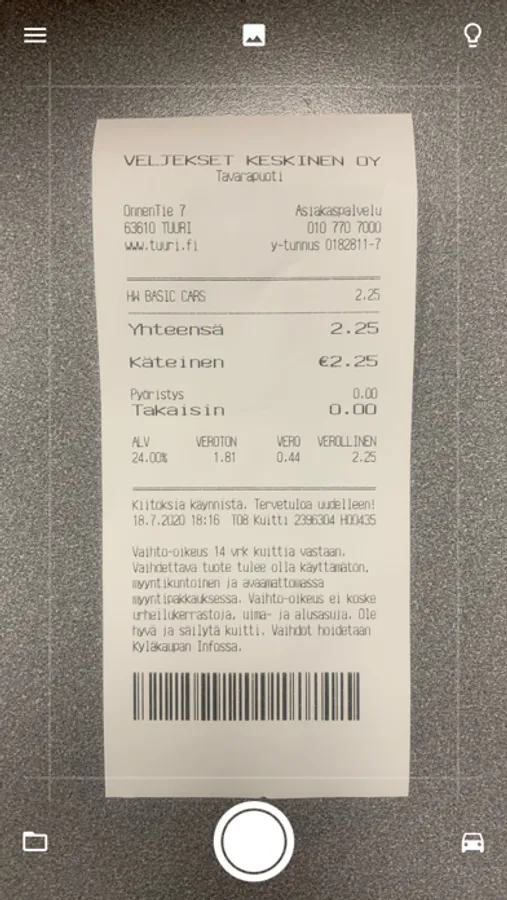 VELJEKSET KESKINEN OY
Tavarapuoti
OnnenTie 7 Asiakaspalvelu
63610 TUURI 010 770 7000
www.tuuri.fi y-tunnus 0182811-7
HW BASIC CARS 2.25
Yhteensä 2.25
Käteinen €2.25
Pyöristys 0.00
Takaisin 0.00
ALV VEROTON VERO VEROLLINEN
24.00% 1.81 0.44 2.25
Kiitoksia käynnistä. Tervetuloa uudelleen!
18.7.2020 18:16 T08 Kuitti 2396304 H00435
Vaihto-oikeus 14 vrk kuittia vastaan.
Vaihdettava tuote tulee olla käyttämätön,
myyntikuntoinen ja avaamattomassa
myyntipakkauksessa. Vaihto-oikeus ei koske
urheilukerrastoja, uima- ja alusasuja. Ole
hyvä ja säilytä kuitti. Vaihdot hoidetaan
Kyläkaupan Infossa.